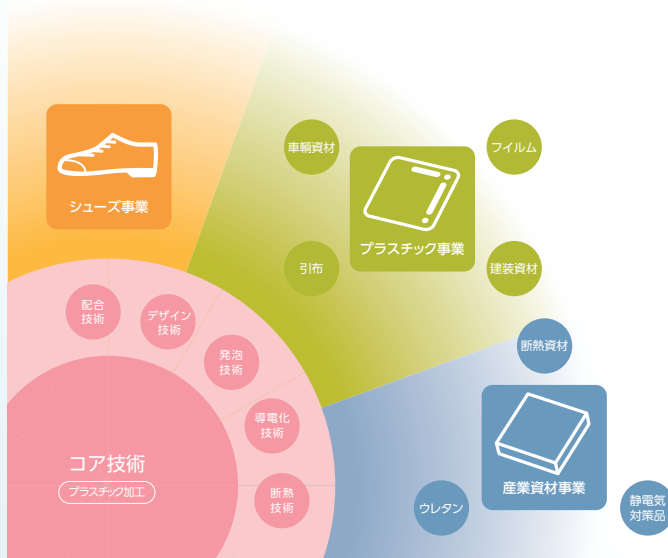 シューズ事業
車輌資材
フイルム
プラスチック事業
引布
建装資材
配合
技術
デザイン
技術
発泡
技術
導電化
技術
断熱
技術
コア技術
プラスチック加工
断熱資材
産業資材事業
ウレタン
静電気
対策品